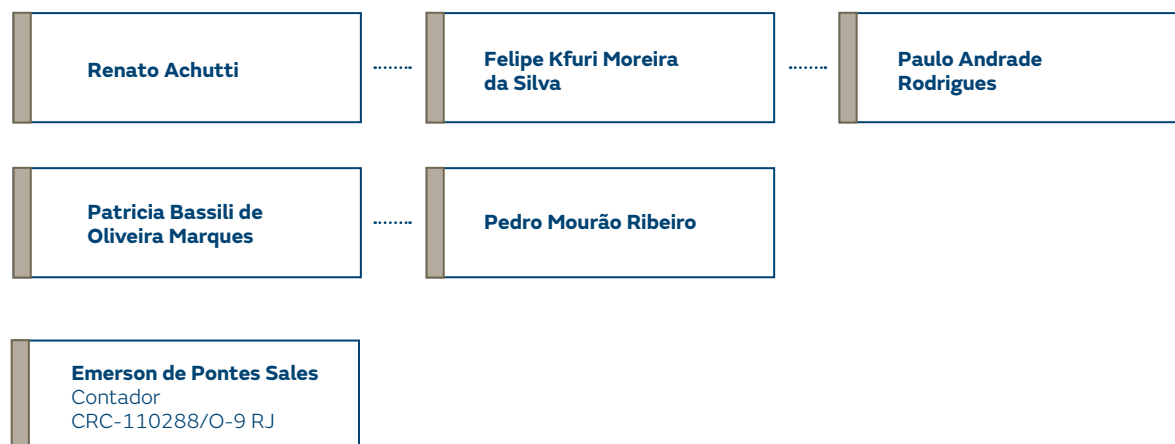 Renato Achutti
Felipe Kfuri Moreira
da Silva
Paulo Andrade
Rodrigues
Patricia Bassili de
Oliveira Marques
Pedro Mourão Ribeiro
Emerson de Pontes Sales
Contador
CRC-110288/O-9 RJ